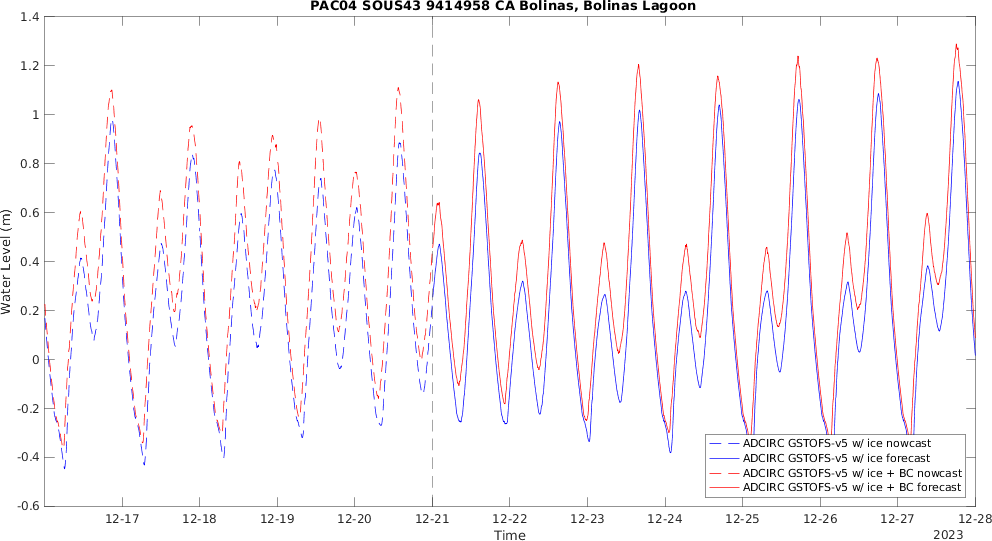 PAC04 SOUS43 9414958 CA Bolinas, Bolinas Lagoon
1.4
1.2
1
0.8
0.6
0.4
0.2
0
-0.2
-0.4
-0.6
Water Level (m)
ADCIRC GSTOFS-v5 w/ ice nowcast
ADCIRC GSTOFS-v5 w/ ice forecast
ADCIRC GSTOFS-v5 w/ ice + BC nowcast
ADCIRC GSTOFS-v5 w/ ice + BC forecast
12-17 12-18 12-19 12-20 12-21 12-22 12-23 12-24 12-25 12-26 12-27 12-28
Time
2023